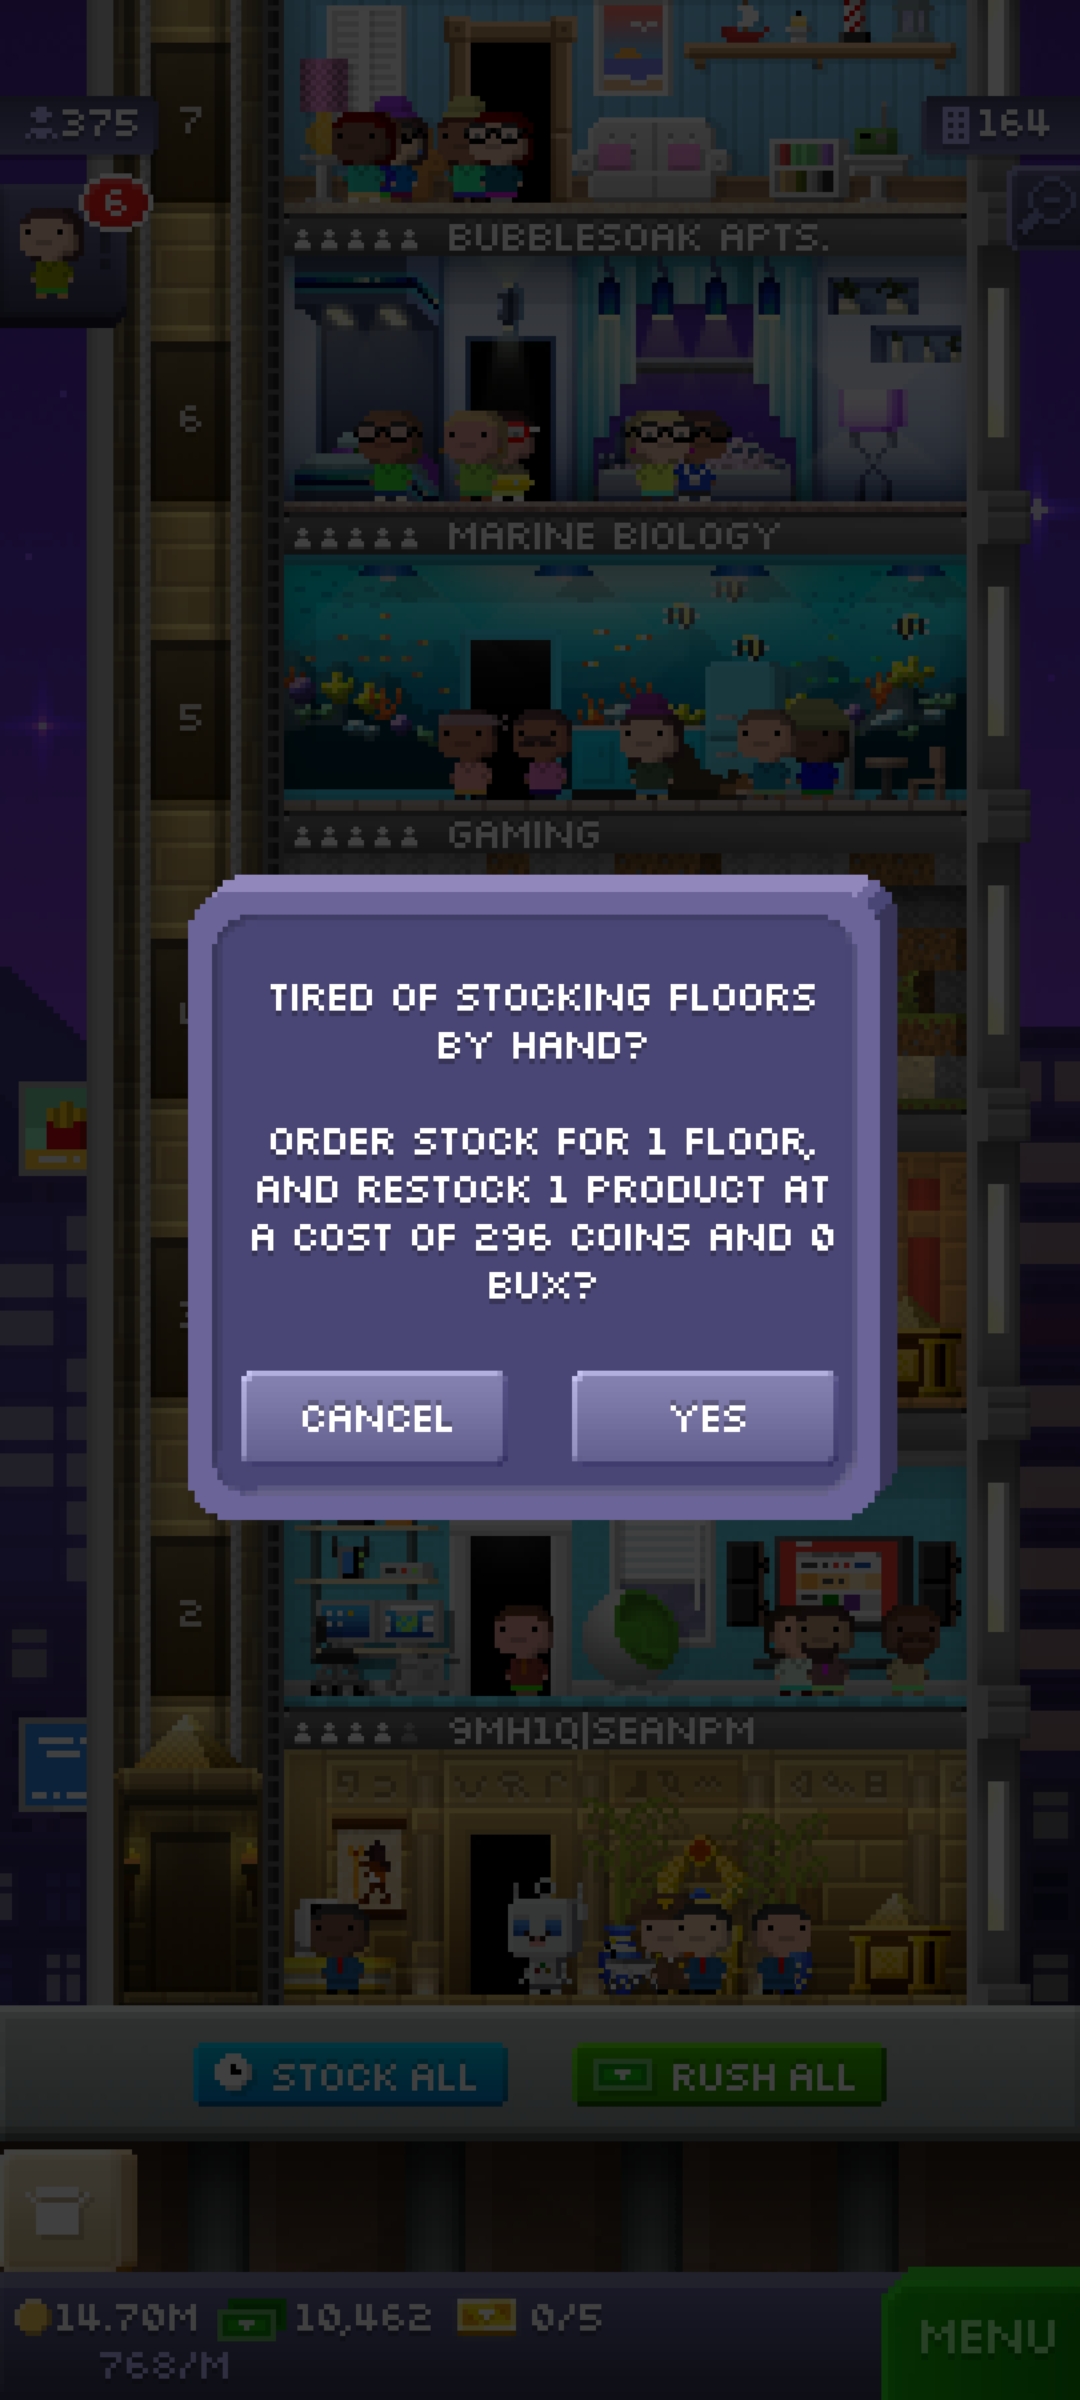 375
7
164
6
BUBBLESOAK APTS.
6
MARINE BIOLOGY
5
GAMING
TIRED OF STOCKING FLOORS
BY HAND?
ORDER STOCK FOR 1 FLOOR,
AND RESTOCK 1 PRODUCT AT
A COST OF 296 COINS AND 0
BUX?
CANCEL
YES
2
9MH1Q|SEANPM
STOCK ALL
RUSH ALL
14.70M
10,462
0/5
768/M
MENU